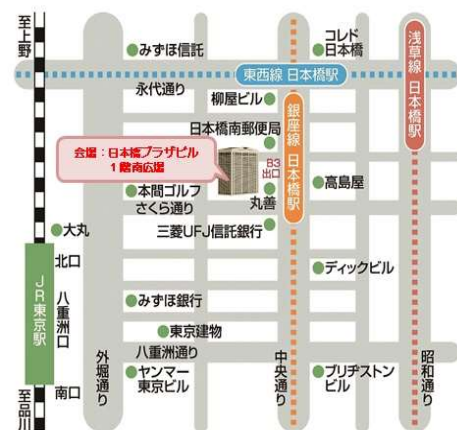 至上野
みずほ信託
コレド
日本橋
浅草線 日本橋駅
東西線 日本橋駅
永代通り
柳屋ビル
銀座線 日本橋駅
日本橋南郵便局
会場：日本橋プラザビル
1階南広場
B3
出口
本間ゴルフ
丸善
高島屋
さくら通り
三菱UFJ信託銀行
大丸
北口
JR東京駅
八重洲口
ディックビル
みずほ銀行
東京建物
八重洲通り
ヤンマー
東京ビル
ブリヂストン
ビル
南口
至品川
外堀通り
中央通り
昭和通り